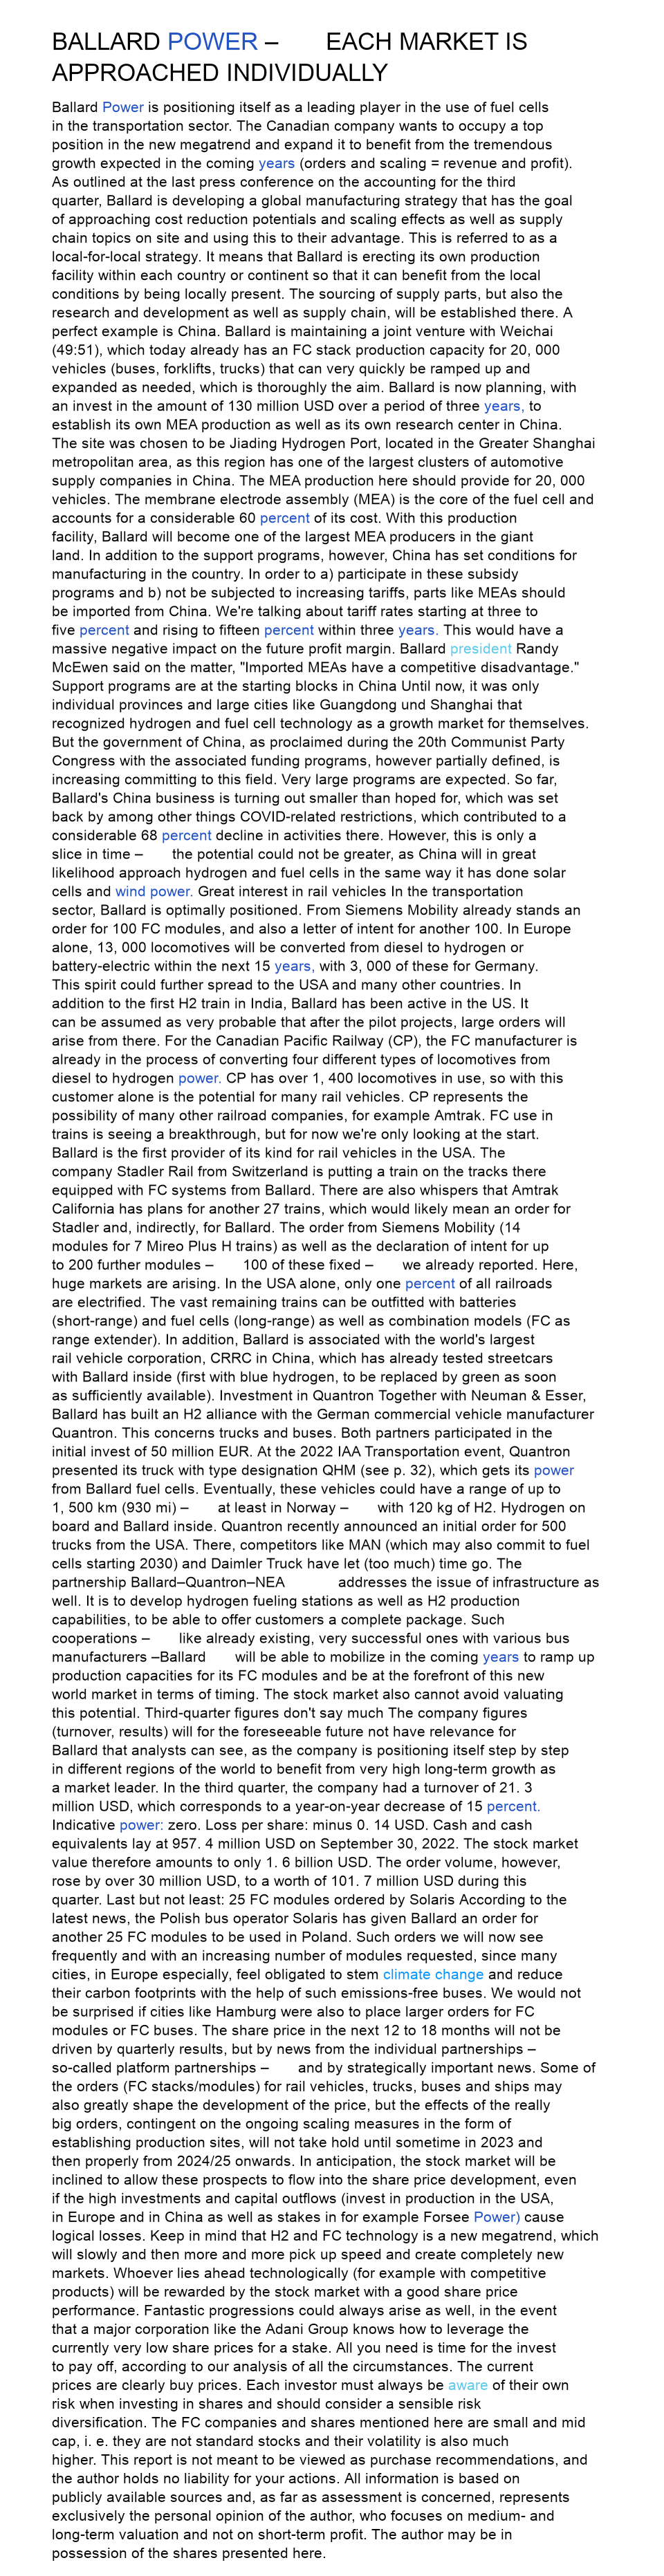 BALLARD POWER – EACH MARKET IS
APPROACHED INDIVIDUALLY
Ballard Power is positioning itself as a leading player in the use of fuel cells
in the transportation sector. The Canadian company wants to occupy a top
position in the new megatrend and expand it to benefit from the tremendous
growth expected in the coming years (orders and scaling = revenue and profit).
As outlined at the last press conference on the accounting for the third
quarter, Ballard is developing a global manufacturing strategy that has the goal
of approaching cost reduction potentials and scaling effects as well as supply
chain topics on site and using this to their advantage. This is referred to as a
local-for-local strategy. It means that Ballard is erecting its own production
facility within each country or continent so that it can benefit from the local
conditions by being locally present. The sourcing of supply parts, but also the
research and development as well as supply chain, will be established there. A
perfect example is China. Ballard is maintaining a joint venture with Weichai
(49:51), which today already has an FC stack production capacity for 20, 000
vehicles (buses, forklifts, trucks) that can very quickly be ramped up and
expanded as needed, which is thoroughly the aim. Ballard is now planning, with
an invest in the amount of 130 million USD over a period of three years, to
establish its own MEA production as well as its own research center in China.
The site was chosen to be Jiading Hydrogen Port, located in the Greater Shanghai
metropolitan area, as this region has one of the largest clusters of automotive
supply companies in China. The MEA production here should provide for 20, 000
vehicles. The membrane electrode assembly (MEA) is the core of the fuel cell and
accounts for a considerable 60 percent of its cost. With this production
facility, Ballard will become one of the largest MEA producers in the giant
land. In addition to the support programs, however, China has set conditions for
manufacturing in the country. In order to a) participate in these subsidy
programs and b) not be subjected to increasing tariffs, parts like MEAs should
be imported from China. We're talking about tariff rates starting at three to
five percent and rising to fifteen percent within three years. This would have a
massive negative impact on the future profit margin. Ballard president Randy
McEwen said on the matter, "Imported MEAs have a competitive disadvantage."
Support programs are at the starting blocks in China Until now, it was only
individual provinces and large cities like Guangdong und Shanghai that
recognized hydrogen and fuel cell technology as a growth market for themselves.
But the government of China, as proclaimed during the 20th Communist Party
Congress with the associated funding programs, however partially defined, is
increasing committing to this field. Very large programs are expected. So far,
Ballard's China business is turning out smaller than hoped for, which was set
back by among other things COVID-related restrictions, which contributed to a
considerable 68 percent decline in activities there. However, this is only a
slice in time – the potential could not be greater, as China will in great
likelihood approach hydrogen and fuel cells in the same way it has done solar
cells and wind power. Great interest in rail vehicles In the transportation
sector, Ballard is optimally positioned. From Siemens Mobility already stands an
order for 100 FC modules, and also a letter of intent for another 100. In Europe
alone, 13, 000 locomotives will be converted from diesel to hydrogen or
battery-electric within the next 15 years, with 3, 000 of these for Germany.
This spirit could further spread to the USA and many other countries. In
addition to the first H2 train in India, Ballard has been active in the US. It
can be assumed as very probable that after the pilot projects, large orders will
arise from there. For the Canadian Pacific Railway (CP), the FC manufacturer is
already in the process of converting four different types of locomotives from
diesel to hydrogen power. CP has over 1, 400 locomotives in use, so with this
customer alone is the potential for many rail vehicles. CP represents the
possibility of many other railroad companies, for example Amtrak. FC use in
trains is seeing a breakthrough, but for now we're only looking at the start.
Ballard is the first provider of its kind for rail vehicles in the USA. The
company Stadler Rail from Switzerland is putting a train on the tracks there
equipped with FC systems from Ballard. There are also whispers that Amtrak
California has plans for another 27 trains, which would likely mean an order for
Stadler and, indirectly, for Ballard. The order from Siemens Mobility (14
modules for 7 Mireo Plus H trains) as well as the declaration of intent for up
to 200 further modules – 100 of these fixed – we already reported. Here,
huge markets are arising. In the USA alone, only one percent of all railroads
are electrified. The vast remaining trains can be outfitted with batteries
(short-range) and fuel cells (long-range) as well as combination models (FC as
range extender). In addition, Ballard is associated with the world's largest
rail vehicle corporation, CRRC in China, which has already tested streetcars
with Ballard inside (first with blue hydrogen, to be replaced by green as soon
as sufficiently available). Investment in Quantron Together with Neuman & Esser,
Ballard has built an H2 alliance with the German commercial vehicle manufacturer
Quantron. This concerns trucks and buses. Both partners participated in the
initial invest of 50 million EUR. At the 2022 IAA Transportation event, Quantron
presented its truck with type designation QHM (see p. 32), which gets its power
from Ballard fuel cells. Eventually, these vehicles could have a range of up to
1, 500 km (930 mi) – at least in Norway – with 120 kg of H2. Hydrogen on
board and Ballard inside. Quantron recently announced an initial order for 500
trucks from the USA. There, competitors like MAN (which may also commit to fuel
cells starting 2030) and Daimler Truck have let (too much) time go. The
partnership Ballard–Quantron–NEA addresses the issue of infrastructure as
well. It is to develop hydrogen fueling stations as well as H2 production
capabilities, to be able to offer customers a complete package. Such
cooperations – like already existing, very successful ones with various bus
manufacturers –Ballard will be able to mobilize in the coming years to ramp up
production capacities for its FC modules and be at the forefront of this new
world market in terms of timing. The stock market also cannot avoid valuating
this potential. Third-quarter figures don't say much The company figures
(turnover, results) will for the foreseeable future not have relevance for
Ballard that analysts can see, as the company is positioning itself step by step
in different regions of the world to benefit from very high long-term growth as
a market leader. In the third quarter, the company had a turnover of 21. 3
million USD, which corresponds to a year-on-year decrease of 15 percent.
Indicative power: zero. Loss per share: minus 0. 14 USD. Cash and cash
equivalents lay at 957. 4 million USD on September 30, 2022. The stock market
value therefore amounts to only 1. 6 billion USD. The order volume, however,
rose by over 30 million USD, to a worth of 101. 7 million USD during this
quarter. Last but not least: 25 FC modules ordered by Solaris According to the
latest news, the Polish bus operator Solaris has given Ballard an order for
another 25 FC modules to be used in Poland. Such orders we will now see
frequently and with an increasing number of modules requested, since many
cities, in Europe especially, feel obligated to stem climate change and reduce
their carbon footprints with the help of such emissions-free buses. We would not
be surprised if cities like Hamburg were also to place larger orders for FC
modules or FC buses. The share price in the next 12 to 18 months will not be
driven by quarterly results, but by news from the individual partnerships –
so-called platform partnerships – and by strategically important news. Some of
the orders (FC stacks/modules) for rail vehicles, trucks, buses and ships may
also greatly shape the development of the price, but the effects of the really
big orders, contingent on the ongoing scaling measures in the form of
establishing production sites, will not take hold until sometime in 2023 and
then properly from 2024/25 onwards. In anticipation, the stock market will be
inclined to allow these prospects to flow into the share price development, even
if the high investments and capital outflows (invest in production in the USA,
in Europe and in China as well as stakes in for example Forsee Power) cause
logical losses. Keep in mind that H2 and FC technology is a new megatrend, which
will slowly and then more and more pick up speed and create completely new
markets. Whoever lies ahead technologically (for example with competitive
products) will be rewarded by the stock market with a good share price
performance. Fantastic progressions could always arise as well, in the event
that a major corporation like the Adani Group knows how to leverage the
currently very low share prices for a stake. All you need is time for the invest
to pay off, according to our analysis of all the circumstances. The current
prices are clearly buy prices. Each investor must always be aware of their own
risk when investing in shares and should consider a sensible risk
diversification. The FC companies and shares mentioned here are small and mid
cap, i. e. they are not standard stocks and their volatility is also much
higher. This report is not meant to be viewed as purchase recommendations, and
the author holds no liability for your actions. All information is based on
publicly available sources and, as far as assessment is concerned, represents
exclusively the personal opinion of the author, who focuses on medium- and
long-term valuation and not on short-term profit. The author may be in
possession of the shares presented here.